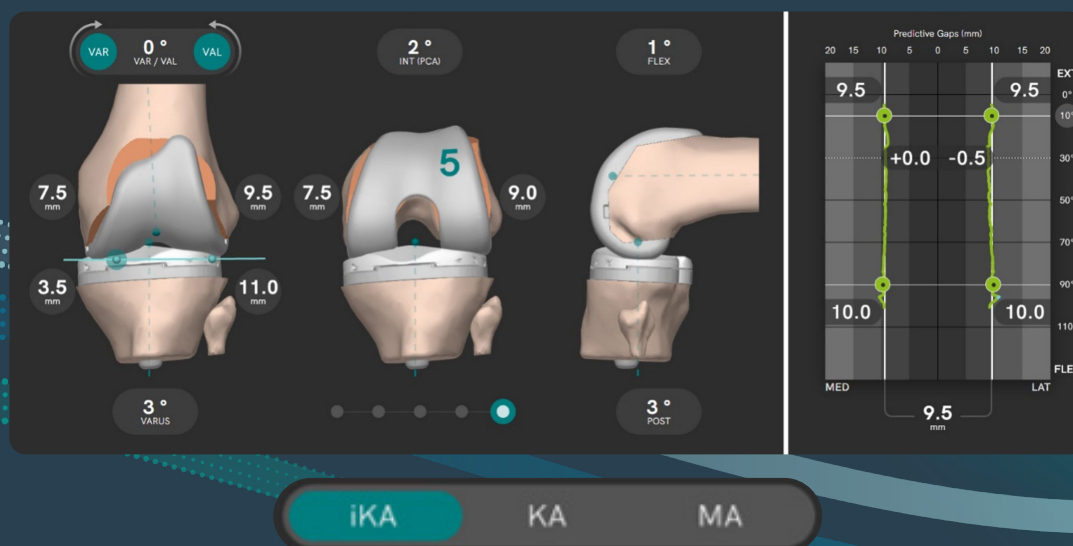 VAR
0°
VAR / VAL
VAL
2°
INT (PCA)
1°
FLEX
7.5
mm
9.5
mm
7.5
mm
5
9.0
mm
3.5
mm
11.0
mm
3°
VARUS
3°
POST
Predictive Gaps (mm)
20 15 10 5 0 5 10 15 20
EXT
9.5
9.5
0°
10°
+0.0
-0.5
30°
50°
70°
90°
10.0
10.0
110
FLE
MED
LAT
9.5
mm
iKA
KA
MA